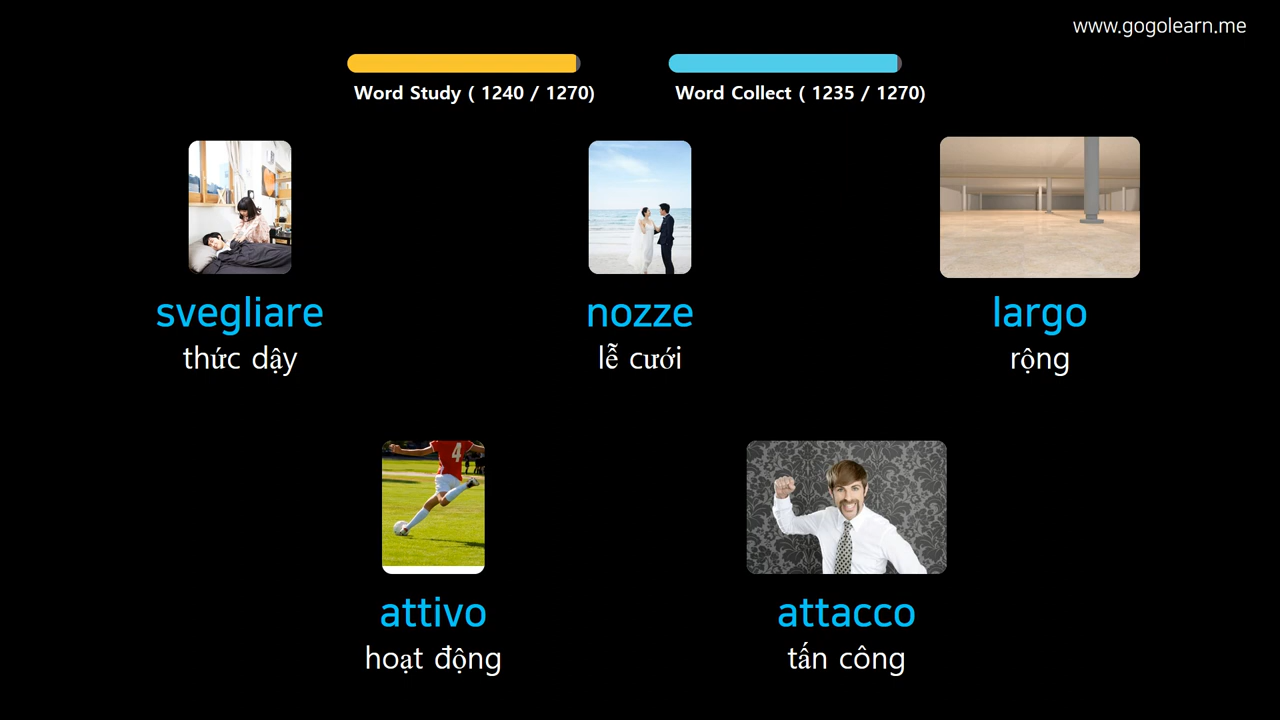 www.gogolearn.me
Word Study ( 1240 / 1270)
Word Collect ( 1235 / 1270)
svegliare
thức dậy
nozze
lễ cưới
largo
rộng
4
attivo
hoạt động
attacco
tấn công